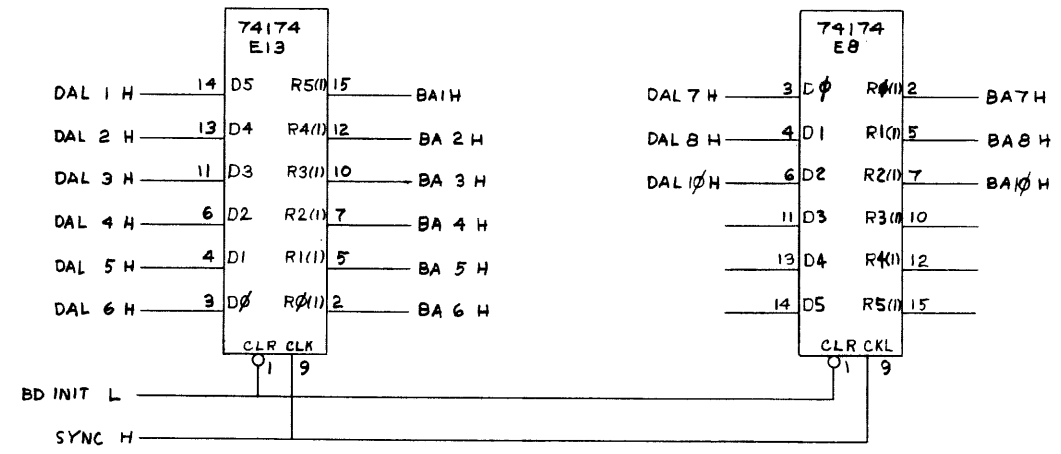 74174 74174
E13 E8
DAL 1 H 14 D5 R5(1) 15 BA1H
DAL 7 H 3 DØ RØ(1) 2 BA7H
DAL 2 H 13 D4 R4(1) 12 BA 2 H
DAL 8 H 4 D1 R1(1) 5 BA 8 H
DAL 3 H 11 D3 R3(1) 10 BA 3 H
DAL 1Ø H 6 D2 R2(1) 7 BA1Ø H
DAL 4 H 6 D2 R2(1) 7 BA 4 H
11 D3 R3(1) 10
DAL 5 H 4 D1 R1(1) 5 BA 5 H
13 D4 R4(1) 12
DAL 6 H 3 DØ RØ(1) 2 BA 6 H
14 D5 R5(1) 15
CLR CLK CLR CKL
1 9 1 9
BD INIT L
SYNC H